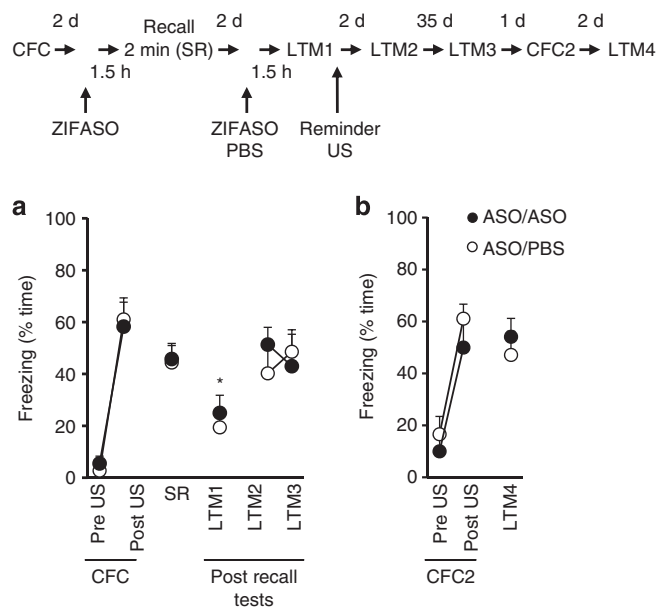 2 d 2 d 2 d 35 d 1 d 2 d
Recall
CFC 2 min (SR) LTM1 LTM2 LTM3 CFC2 LTM4
1.5 h 1.5 h
ZIFASO ZIFASO Reminder
PBS US
a
Freezing (% time)
100
80
60
40
20
0
*
Pre US
Post US
SR
LTM1
LTM2
LTM3
CFC
Post recall
tests
b
ASO/ASO
ASO/PBS
Freezing (% time)
100
80
60
40
20
0
Pre US
Post US
LTM4
CFC2